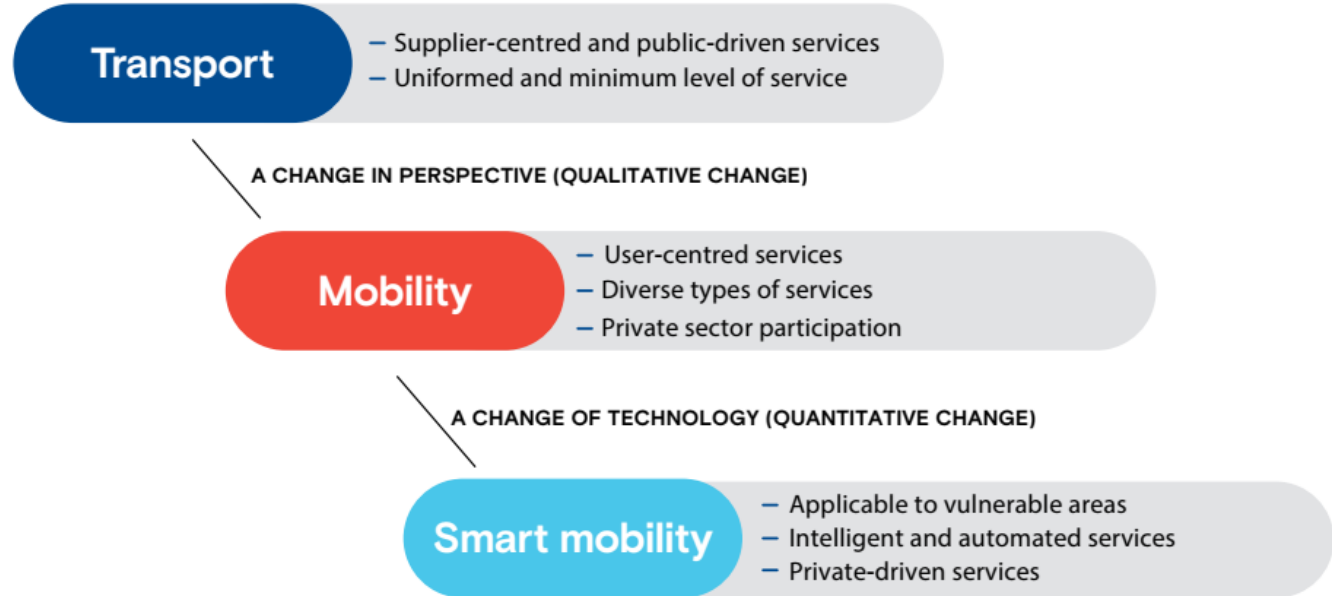 Transport
– Supplier-centred and public-driven services
– Uniformed and minimum level of service
A CHANGE IN PERSPECTIVE (QUALITATIVE CHANGE)
Mobility
– User-centred services
– Diverse types of services
– Private sector participation
A CHANGE OF TECHNOLOGY (QUANTITATIVE CHANGE)
Smart mobility
– Applicable to vulnerable areas
– Intelligent and automated services
– Private-driven services